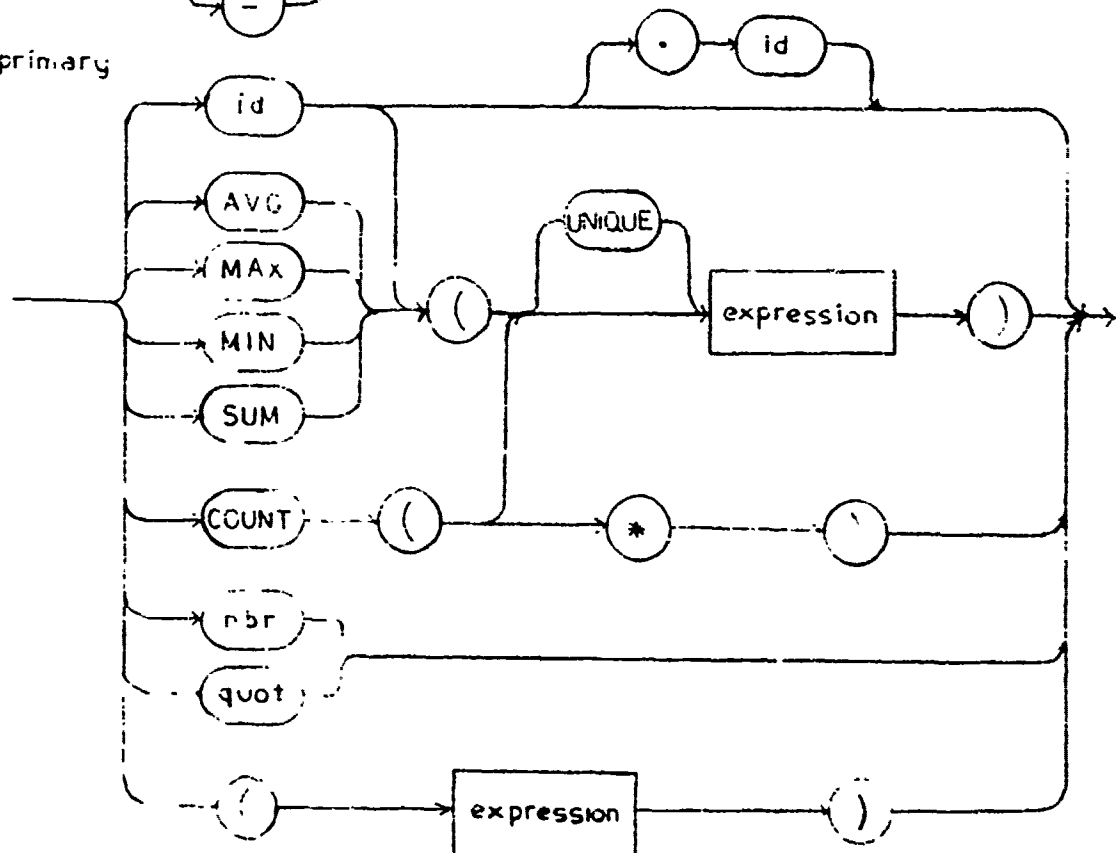 -
primary
. id
id
AVG
UNIQUE
MAX
( expression )
MIN
SUM
COUNT ( *
nbr
quot
( expression )